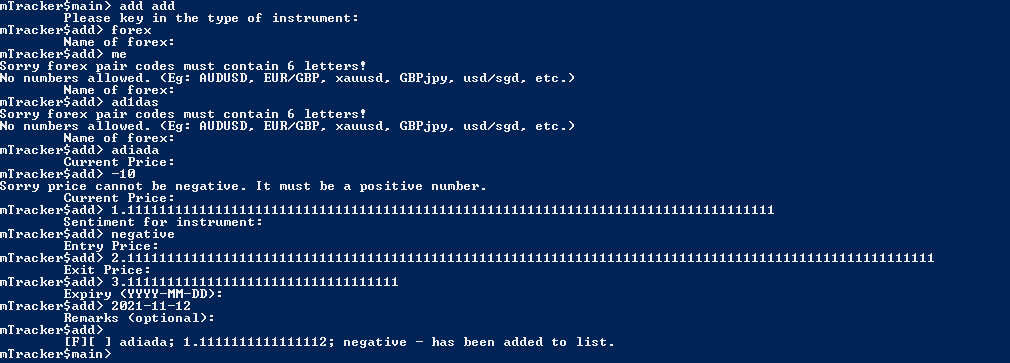 mTracker$main> add add
Please key in the type of instrument:
mTracker$add> forex
Name of forex:
mTracker$add> me
Sorry forex pair codes must contain 6 letters!
No numbers allowed. (Eg: AUDUSD, EUR/GBP, xauusd, GBPjpy, usd/sgd, etc.)
Name of forex:
mTracker$add> ad1das
Sorry forex pair codes must contain 6 letters!
No numbers allowed. (Eg: AUDUSD, EUR/GBP, xauusd, GBPjpy, usd/sgd, etc.)
Name of forex:
mTracker$add> adiada
Current Price:
mTracker$add> -10
Sorry price cannot be negative. It must be a positive number.
Current Price:
mTracker$add> 1.111111111111111111111111111111111111111111111111111111111111111111111111111111111
Sentiment for instrument:
mTracker$add> negative
Entry Price:
mTracker$add> 2.11111111111111111111111111111111111111111111111111111111111111111111111111111111111111111111111111111
Exit Price:
mTracker$add> 3.1111111111111111111111111111111111
Expiry (YYYY-MM-DD):
mTracker$add> 2021-11-12
Remarks (optional):
mTracker$add>
[F][ ] adiada; 1.1111111111111112; negative - has been added to list.
mTracker$main>